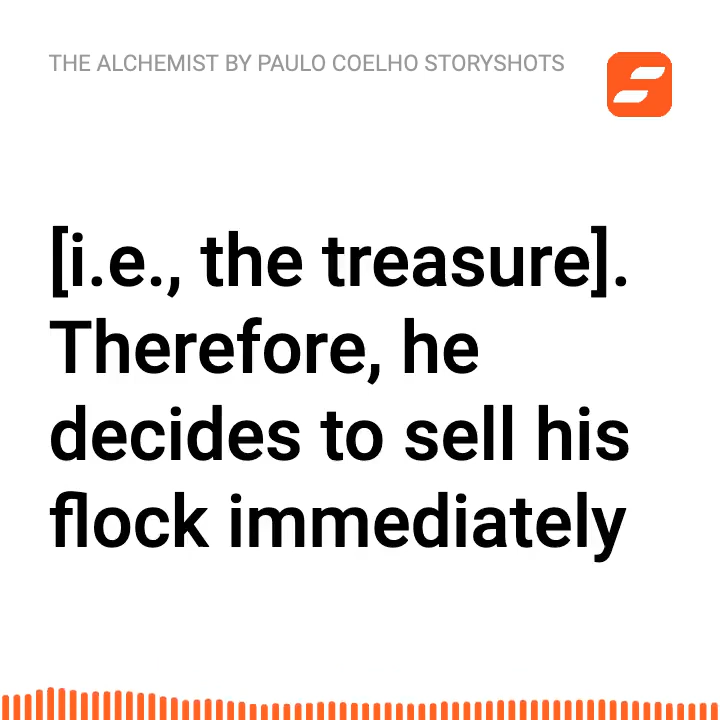 THE ALCHEMIST BY PAULO COELHO STORYSHOTS
[i.e., the treasure].
Therefore, he
decides to sell his
flock immediately